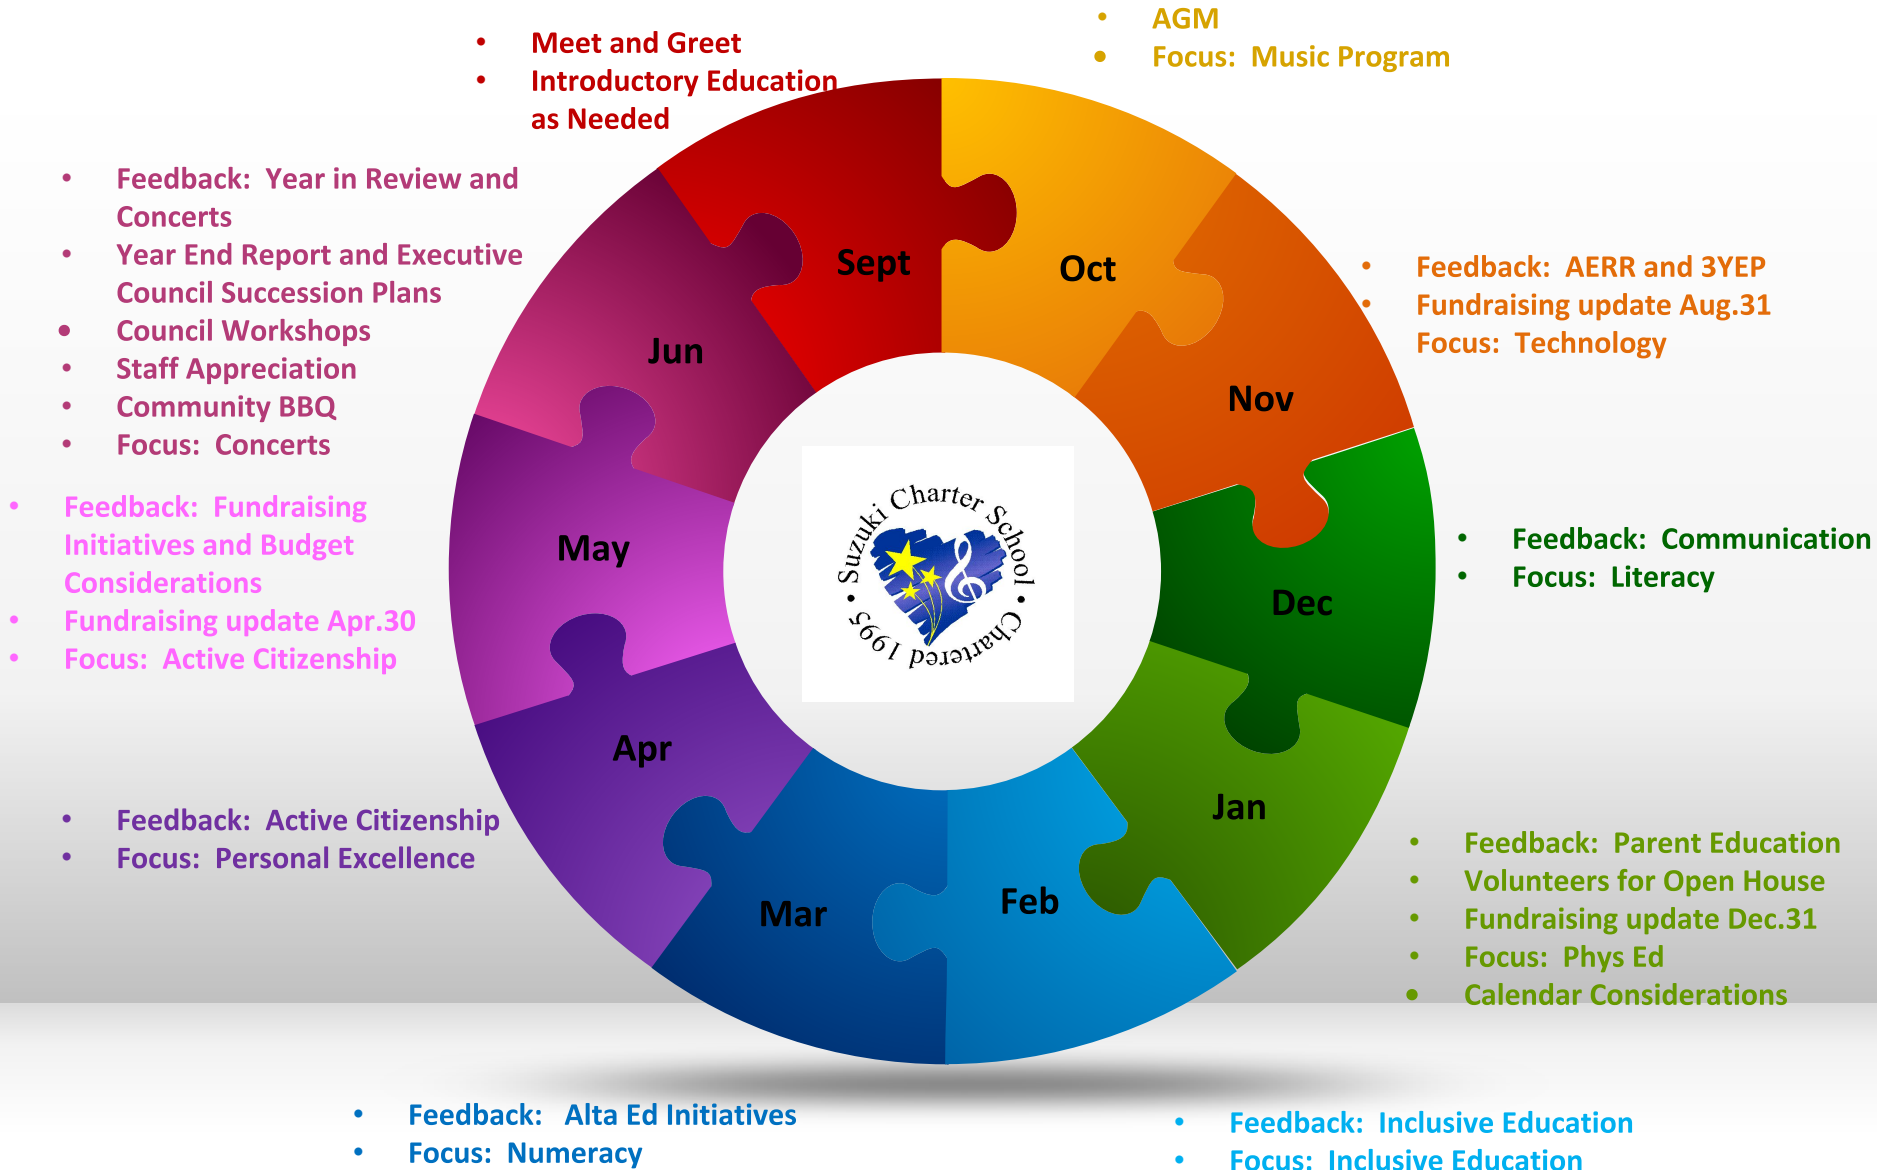 • Meet and Greet
• Introductory Education
as Needed
• AGM
• Focus: Music Program
• Feedback: AERR and 3YEP
• Fundraising update Aug.31
Focus: Technology
• Feedback: Communication
• Focus: Literacy
• Feedback: Parent Education
• Volunteers for Open House
• Fundraising update Dec.31
• Focus: Phys Ed
• Calendar Considerations
• Feedback: Inclusive Education
• Focus: Inclusive Education
• Feedback: Alta Ed Initiatives
• Focus: Numeracy
• Feedback: Active Citizenship
• Focus: Personal Excellence
• Feedback: Fundraising
Initiatives and Budget
Considerations
• Fundraising update Apr.30
• Focus: Active Citizenship
• Feedback: Year in Review and
Concerts
• Year End Report and Executive
Council Succession Plans
• Council Workshops
• Staff Appreciation
• Community BBQ
• Focus: Concerts
Sept
Oct
Nov
Dec
Jan
Feb
Mar
Apr
May
Jun
Suzuki Charter School • Chartered 1995 •